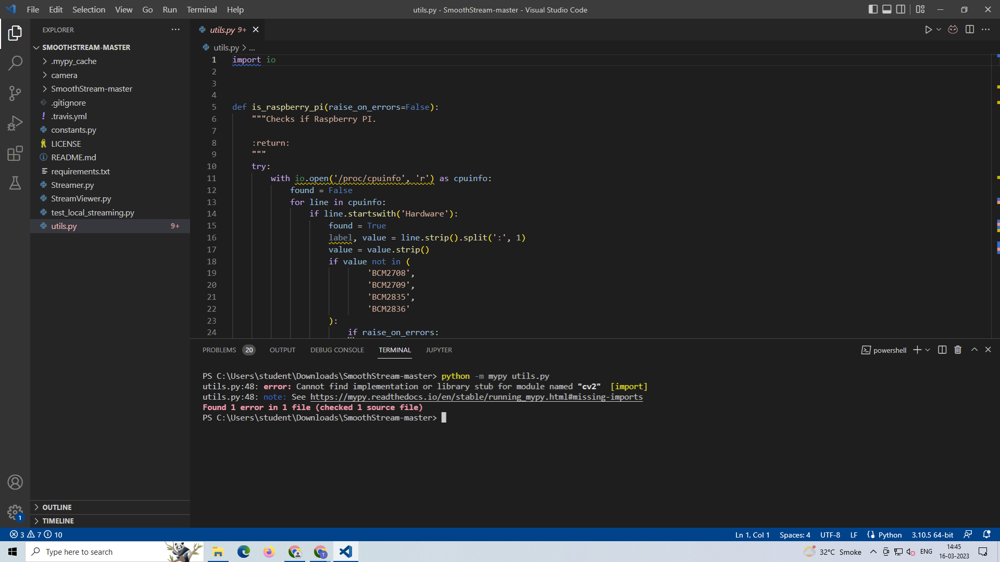 File Edit Selection View Go Run Terminal Help
utils.py - SmoothStream-master - Visual Studio Code
EXPLORER
SMOOTHSTREAM-MASTER
.mypy_cache
camera
SmoothStream-master
.gitignore
.travis.yml
constants.py
LICENSE
README.md
requirements.txt
Streamer.py
StreamViewer.py
test_local_streaming.py
utils.py 9+
OUTLINE
TIMELINE
utils.py 9+
utils.py > ...
1 import io
2
3
4
5 def is_raspberry_pi(raise_on_errors=False):
6 """Checks if Raspberry PI.
7
8 :return:
9 """
10 try:
11 with io.open('/proc/cpuinfo', 'r') as cpuinfo:
12 found = False
13 for line in cpuinfo:
14 if line.startswith('Hardware'):
15 found = True
16 label, value = line.strip().split(':', 1)
17 value = value.strip()
18 if value not in (
19 'BCM2708',
20 'BCM2709',
21 'BCM2835',
22 'BCM2836'
23 ):
24 if raise_on_errors:
PROBLEMS 20 OUTPUT DEBUG CONSOLE TERMINAL JUPYTER
powershell
PS C:\Users\student\Downloads\SmoothStream-master> python -m mypy utils.py
utils.py:48: error: Cannot find implementation or library stub for module named "cv2" [import]
utils.py:48: note: See https://mypy.readthedocs.io/en/stable/running_mypy.html#missing-imports
Found 1 error in 1 file (checked 1 source file)
PS C:\Users\student\Downloads\SmoothStream-master>
1
3 7 10
Ln 1, Col 1 Spaces: 4 UTF-8 LF Python 3.10.5 64-bit
Type here to search
T
32°C Smoke
ENG
14:45
16-03-2023